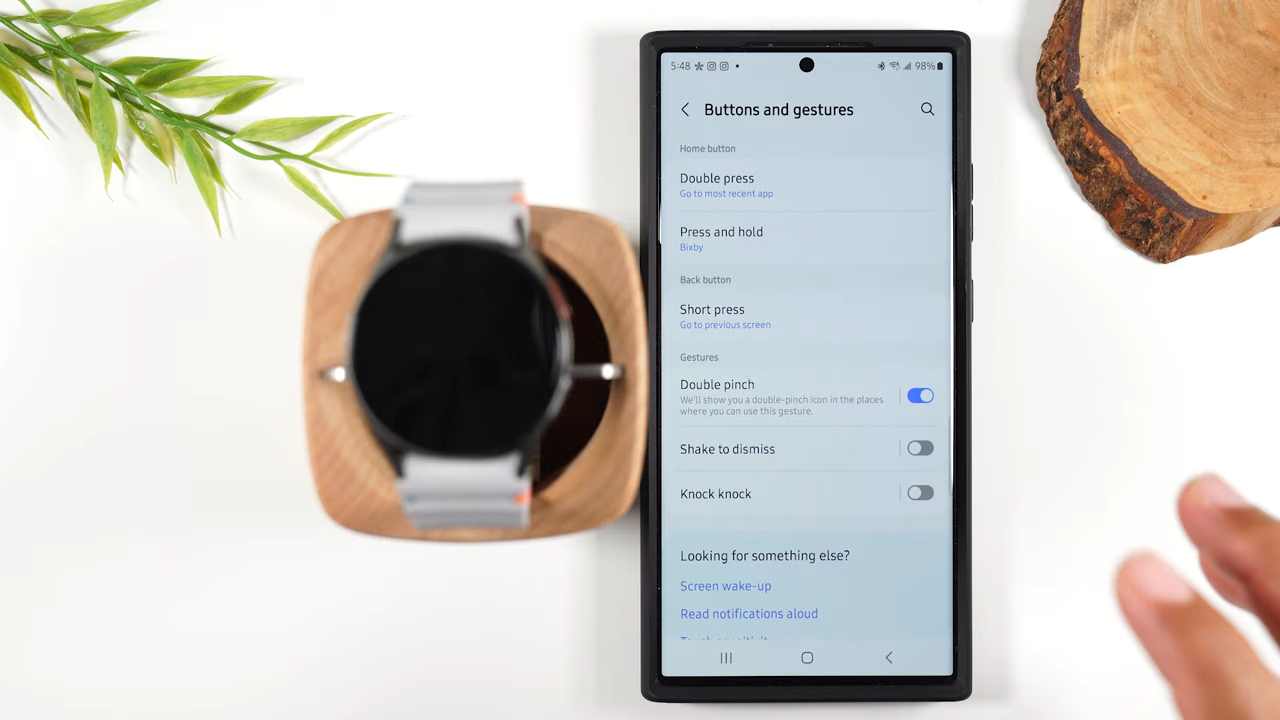 5:48
98%
Buttons and gestures
Home button
Double press
Go to most recent app
Press and hold
Bixby
Back button
Short press
Go to previous screen
Gestures
Double pinch
We'll show you a double-pinch icon in the places
where you can use this gesture.
Shake to dismiss
Knock knock
Looking for something else?
Screen wake-up
Read notifications aloud